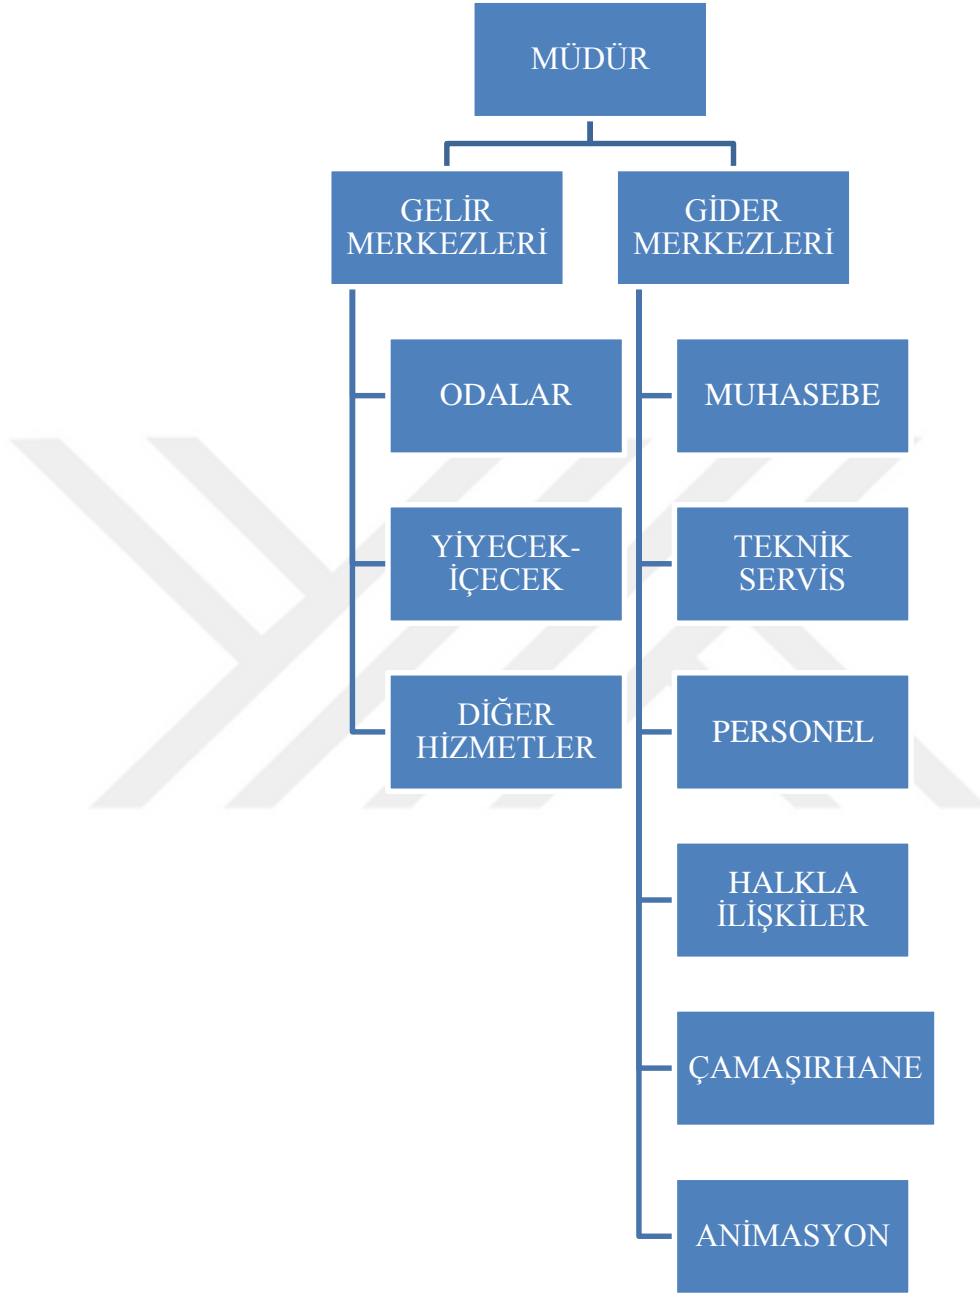 MÜDÜR
GELİR
MERKEZLERİ
GİDER
MERKEZLERİ
ODALAR
MUHASEBE
YİYECEK-
İÇECEK
TEKNİK
SERVİS
DİĞER
HİZMETLER
PERSONEL
HALKLA
İLİŞKİLER
ÇAMAŞIRHANE
ANİMASYON